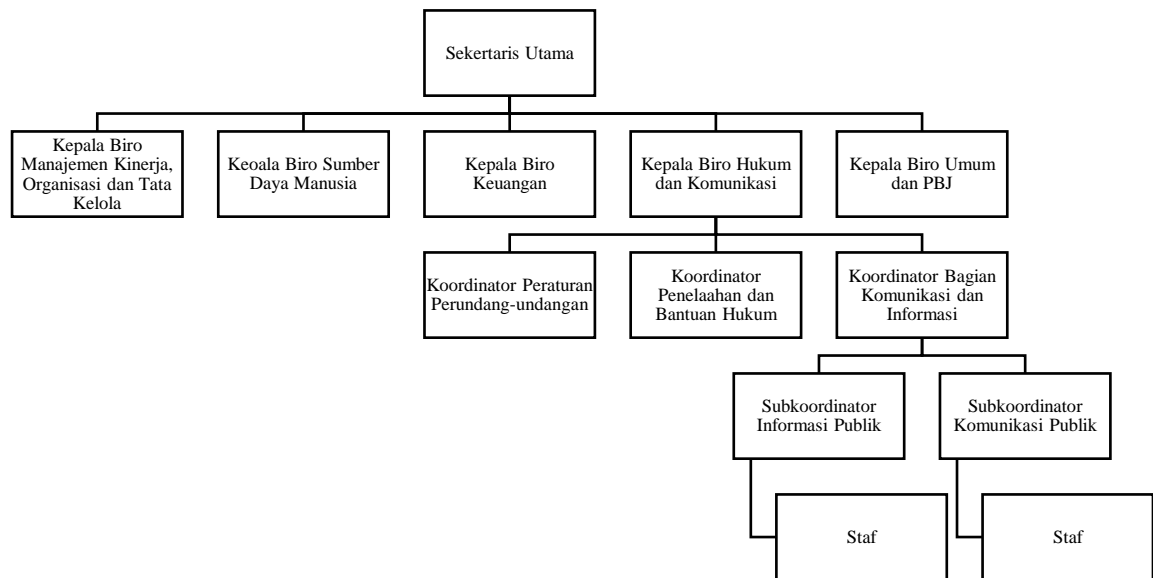 Sekertaris Utama
Kepala Biro
Manajemen Kinerja,
Organisasi dan Tata
Kelola
Keoala Biro Sumber
Daya Manusia
Kepala Biro
Keuangan
Kepala Biro Hukum
dan Komunikasi
Kepala Biro Umum
dan PBJ
Koordinator Peraturan
Perundang-undangan
Koordinator
Penelaahan dan
Bantuan Hukum
Koordinator Bagian
Komunikasi dan
Informasi
Subkoordinator
Informasi Publik
Subkoordinator
Komunikasi Publik
Staf
Staf